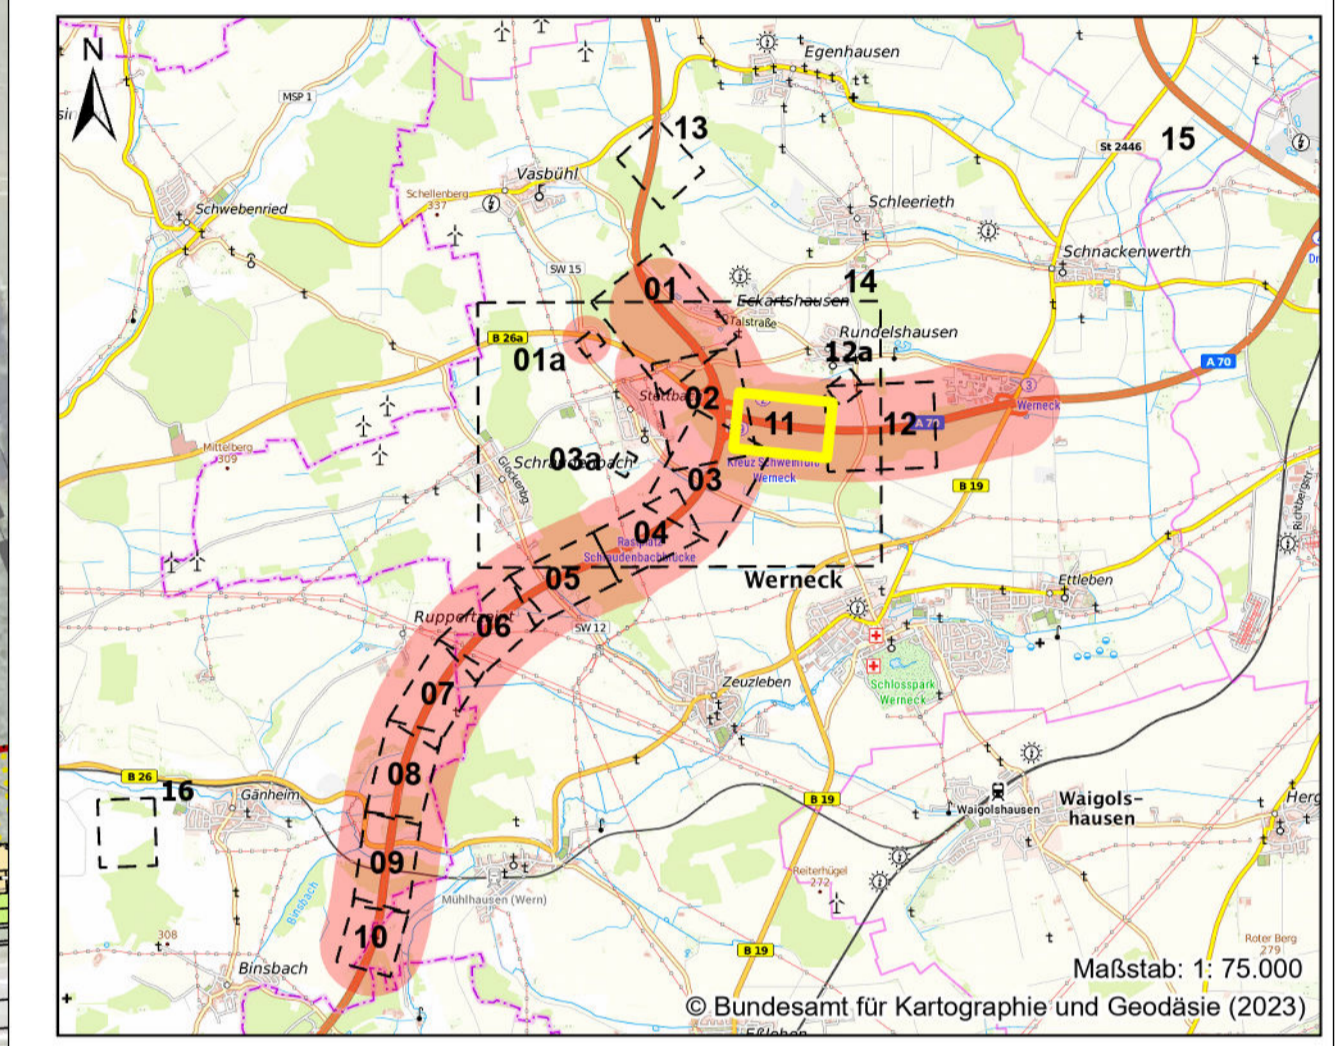 N
Egenhausen
MSP 1
13
St 2446
15
Vasbühl
Schellenberg
337
Schwebenried
Schleerieth
Schnackenwerth
SW 15
01
14
Eckartshausen
Talstraße
Rundelshausen
B 26a
01a
12a
A 70
3
Werneck
02
11
12
A 70
Mittelberg
309
03a
Glockenbg
03
Kreuz Schweinfurt/
Werneck
B 19
Richtbergstr
04
Rastplatz
Schraudenbachbrücke
05
Werneck
Ettleben
06
SW 12
07
Zeuzleben
Schlosspark
Werneck
B 26
16
Gänheim
08
B 19
Waigolshausen
Waigols-
hausen
Herg
09
Reiterhügel
272
Mühlhausen (Wern)
Binsbach
10
308
B 19
Roter Berg
279
Binsbach
Maßstab: 1: 75.000
© Bundesamt für Kartographie und Geodäsie (2023)